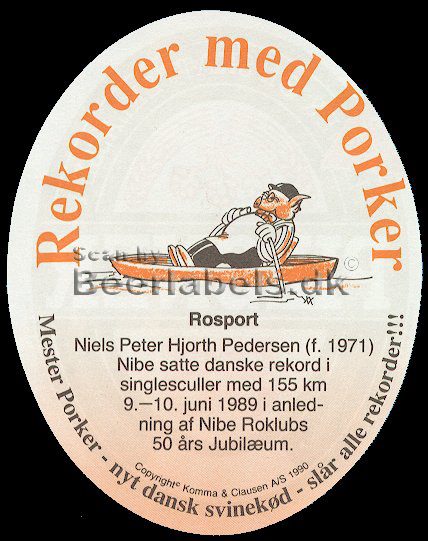 Rekorder med Porker
Scan by
Beerlabels.dk
©
Rosport
Niels Peter Hjorth Pedersen (f. 1971)
Nibe satte danske rekord i
singlesculler med 155 km
9.—10. juni 1989 i anled-
ning af Nibe Roklubs
50 års Jubilæum.
Copyright© Komma & Clausen A/S 1990
Mester Porker - nyt dansk svinekød - slår alle rekorder!!!